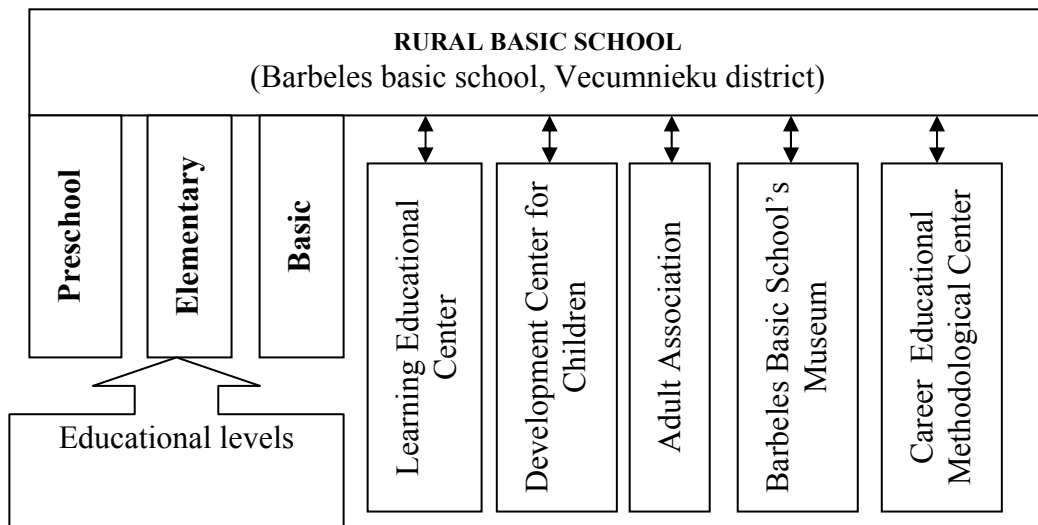 RURAL BASIC SCHOOL
(Barbeles basic school, Vecumnieku district)
Preschool
Elementary
Basic
Learning Educational
Center
Development Center for
Children
Adult Association
Barbeles Basic School’s
Museum
Career Educational
Methodological Center
Educational levels